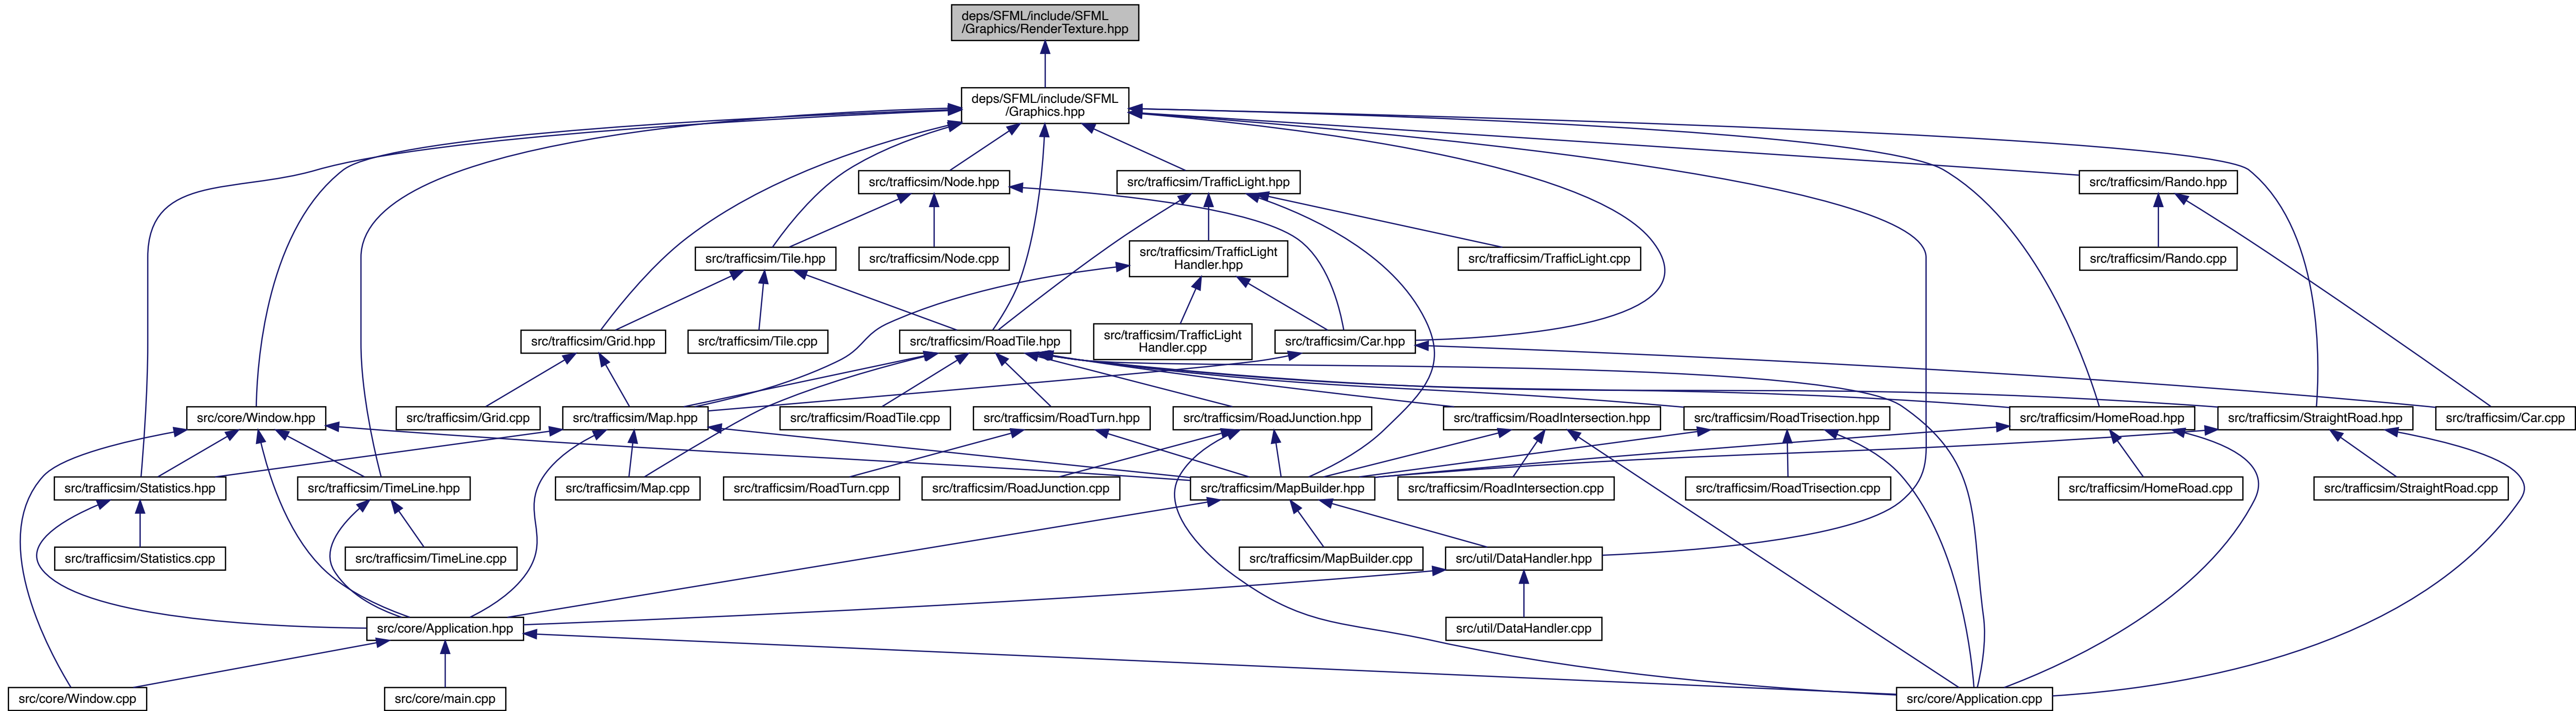 deps/SFML/include/SFML
/Graphics/RenderTexture.hpp
deps/SFML/include/SFML
/Graphics.hpp
src/trafficsim/Node.hpp
src/trafficsim/TrafficLight.hpp
src/trafficsim/Rando.hpp
src/trafficsim/Tile.hpp
src/trafficsim/Node.cpp
src/trafficsim/TrafficLight
Handler.hpp
src/trafficsim/TrafficLight.cpp
src/trafficsim/Rando.cpp
src/trafficsim/Grid.hpp
src/trafficsim/Tile.cpp
src/trafficsim/RoadTile.hpp
src/trafficsim/TrafficLight
Handler.cpp
src/trafficsim/Car.hpp
src/core/Window.hpp
src/trafficsim/Grid.cpp
src/trafficsim/Map.hpp
src/trafficsim/RoadTile.cpp
src/trafficsim/RoadTurn.hpp
src/trafficsim/RoadJunction.hpp
src/trafficsim/RoadIntersection.hpp
src/trafficsim/RoadTrisection.hpp
src/trafficsim/HomeRoad.hpp
src/trafficsim/StraightRoad.hpp
src/trafficsim/Car.cpp
src/trafficsim/Statistics.hpp
src/trafficsim/TimeLine.hpp
src/trafficsim/Map.cpp
src/trafficsim/RoadTurn.cpp
src/trafficsim/RoadJunction.cpp
src/trafficsim/MapBuilder.hpp
src/trafficsim/RoadIntersection.cpp
src/trafficsim/RoadTrisection.cpp
src/trafficsim/HomeRoad.cpp
src/trafficsim/StraightRoad.cpp
src/trafficsim/Statistics.cpp
src/trafficsim/TimeLine.cpp
src/trafficsim/MapBuilder.cpp
src/util/DataHandler.hpp
src/core/Application.hpp
src/util/DataHandler.cpp
src/core/Window.cpp
src/core/main.cpp
src/core/Application.cpp